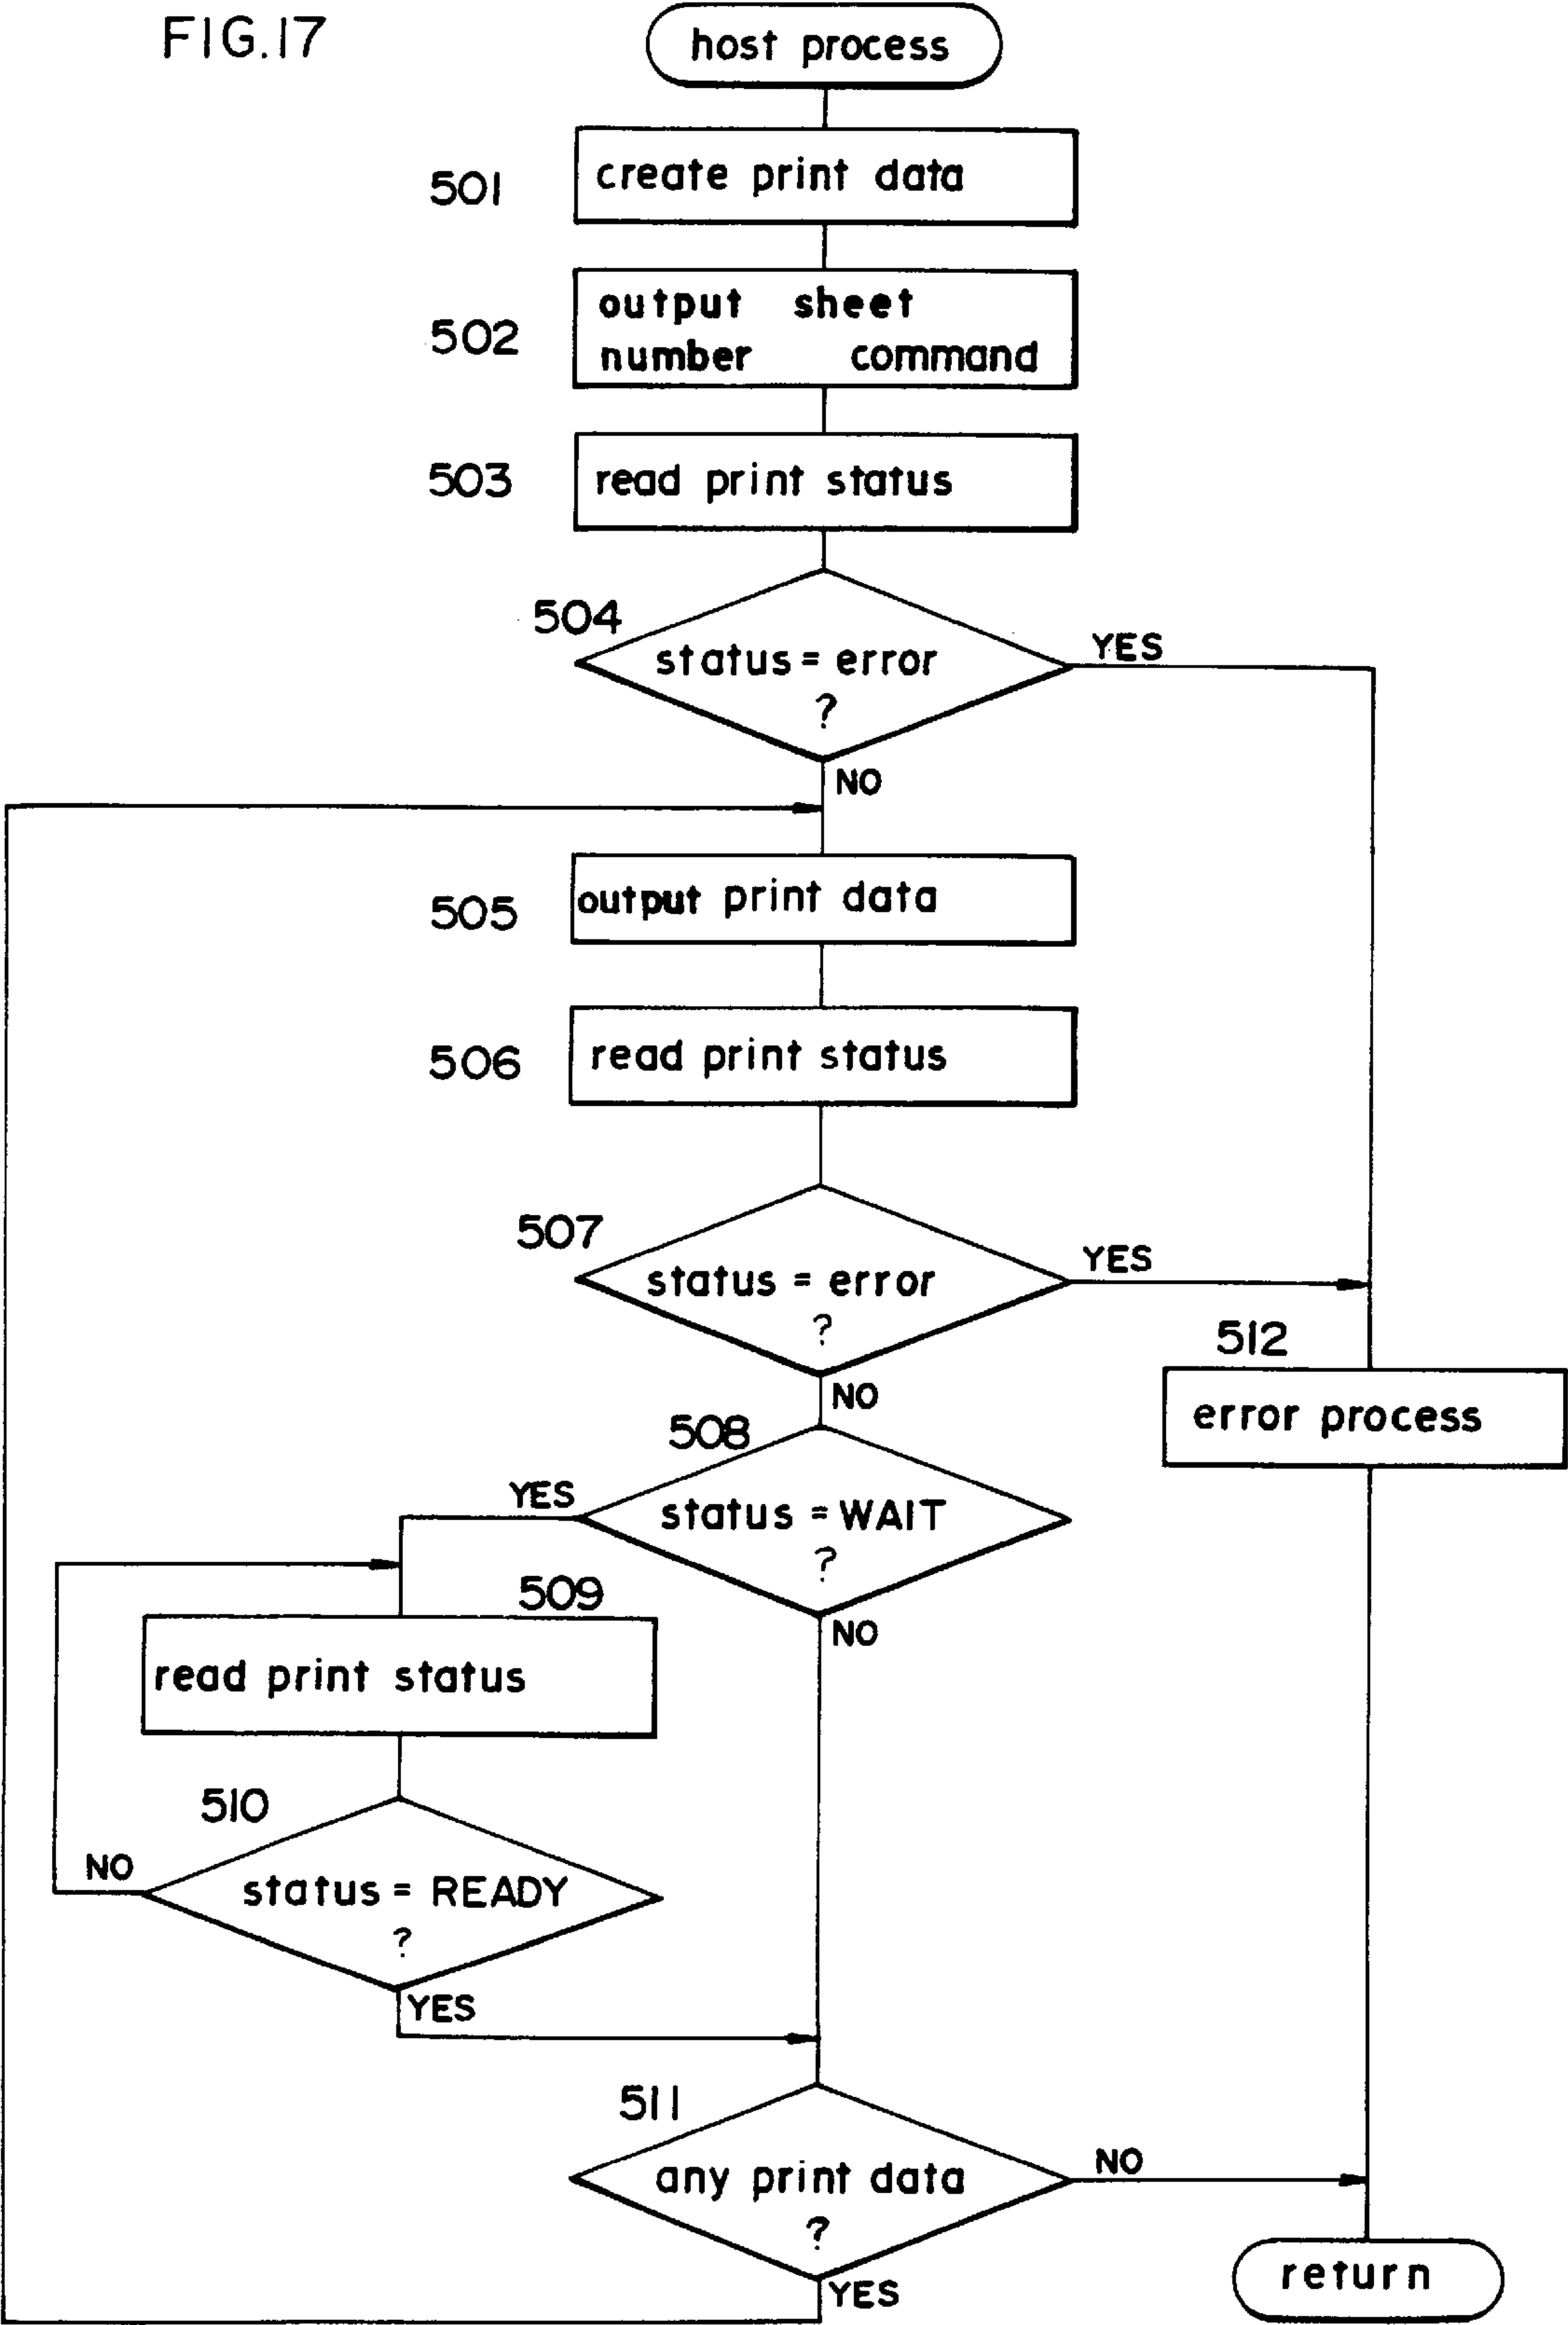 FIG.17
host process
501
create print data
502
output sheet
number command
503
read print status
504
status = error
?
YES
NO
505
output print data
506
read print status
507
status = error
?
YES
NO
512
error process
508
status = WAIT
?
YES
NO
509
read print status
510
status = READY
?
NO
YES
511
any print data
?
NO
YES
return